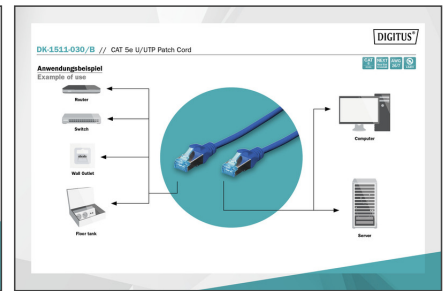 DIGITUS®
DK-1511-030/B // CAT 5e U/UTP Patch Cord
Anwendungsbeispiel
Example of use
Router
Switch
Wall Outlet
Floor tank
Computer
Server